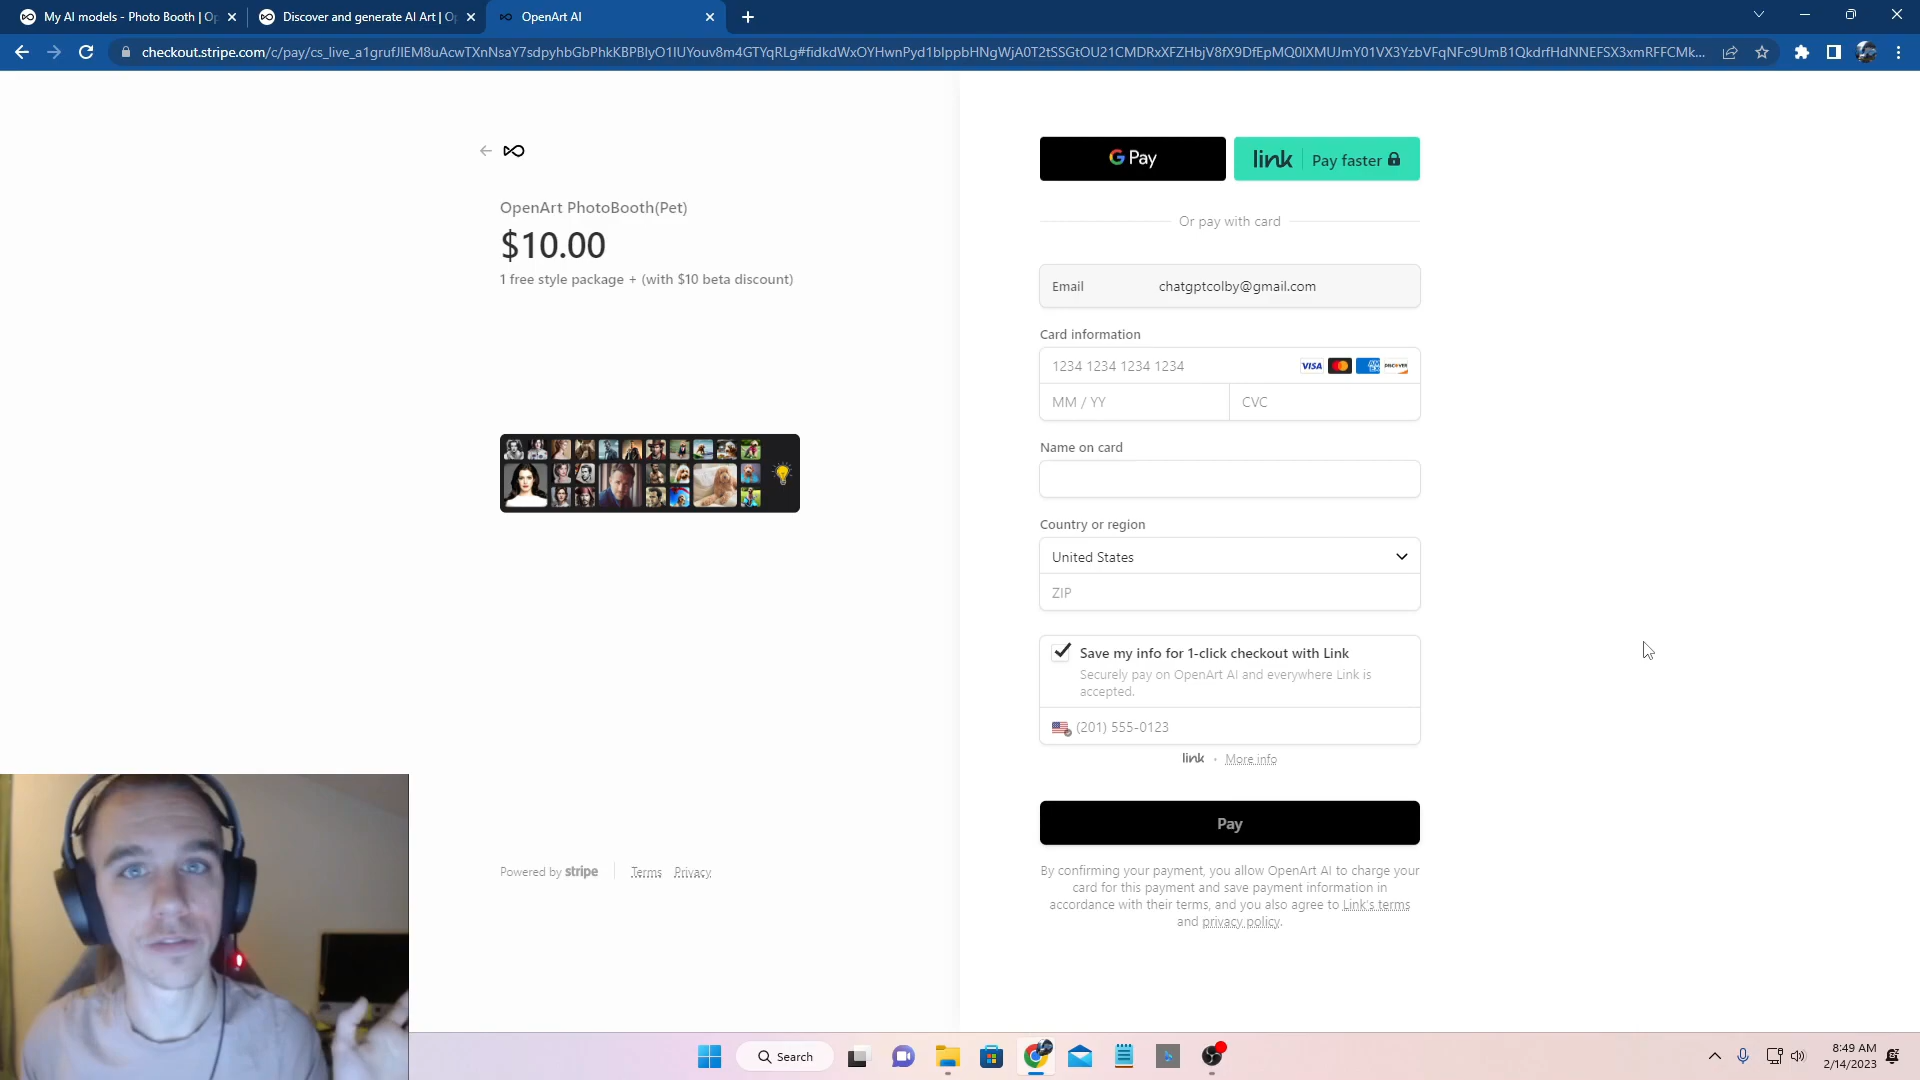 My AI models - Photo Booth | Op
Discover and generate AI Art | Op
OpenArt AI
checkout.stripe.com
OpenArt PhotoBooth(Pet)
$10.00
1 free style package + (with $10 beta discount)
Powered by stripe
Terms
Privacy
G Pay
link
Pay faster
Or pay with card
Email
chatgptcolby@gmail.com
Card information
1234 1234 1234 1234
VISA
DISCOVER
MM / YY
CVC
Name on card
Country or region
United States
ZIP
Save my info for 1-click checkout with Link
Securely pay on OpenArt AI and everywhere Link is
accepted.
(201) 555-0123
link · More info
Pay
By confirming your payment, you allow OpenArt AI to charge your
card for this payment and save payment information in
accordance with their terms, and you also agree to Link's terms
and privacy policy.
Search
8:49 AM
2/14/2023